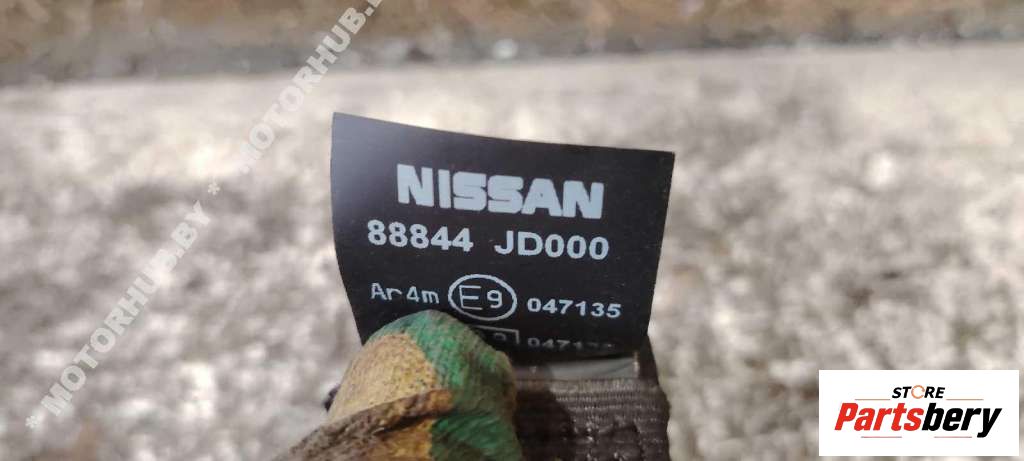 * MOTORHUB.BY * MOTORHUB.
NISSAN
88844 JD000
Ar4m E9 047135
STORE
Partsbery